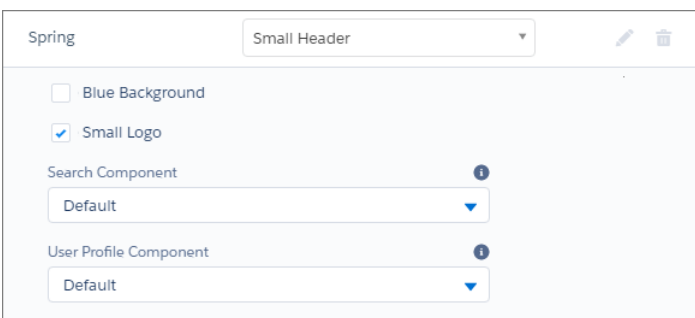 Spring Small Header
Blue Background
Small Logo
Search Component
Default
User Profile Component
Default